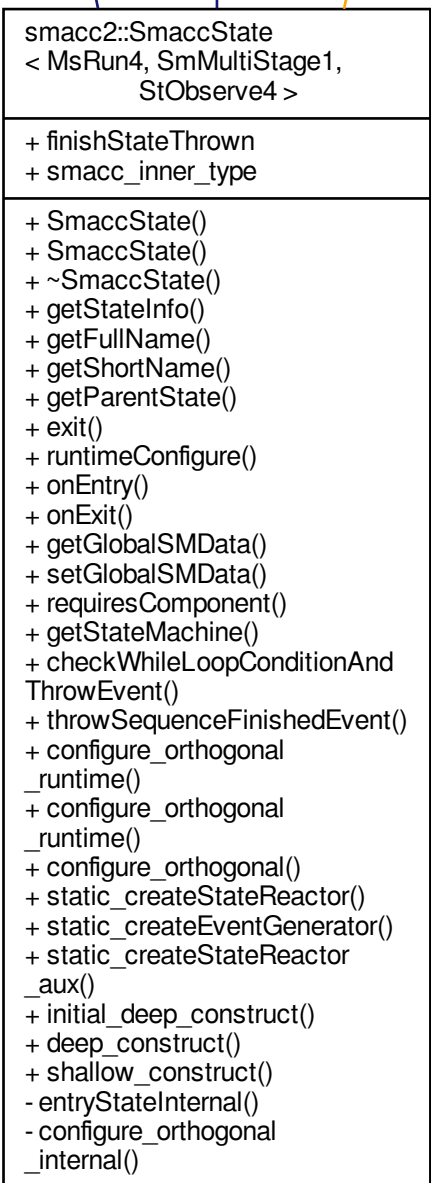 smacc2::SmaccState
< MsRun4, SmMultiStage1,
StObserve4 >
+ finishStateThrown
+ smacc_inner_type
+ SmaccState()
+ SmaccState()
+ ~SmaccState()
+ getStateInfo()
+ getFullName()
+ getShortName()
+ getParentState()
+ exit()
+ runtimeConfigure()
+ onEntry()
+ onExit()
+ getGlobalSMData()
+ setGlobalSMData()
+ requiresComponent()
+ getStateMachine()
+ checkWhileLoopConditionAnd
ThrowEvent()
+ throwSequenceFinishedEvent()
+ configure_orthogonal
_runtime()
+ configure_orthogonal
_runtime()
+ configure_orthogonal()
+ static_createStateReactor()
+ static_createEventGenerator()
+ static_createStateReactor
_aux()
+ initial_deep_construct()
+ deep_construct()
+ shallow_construct()
- entryStateInternal()
- configure_orthogonal
_internal()